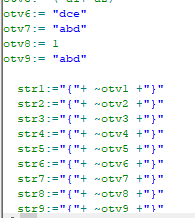 otv6:= "dce"
otv7:= "abd"
otv8:= 1
otv9:= "abd"
str1:="{"+ ~otv1 +"}"
str2:="{"+ ~otv2 +"}"
str3:="{"+ ~otv3 +"}"
str4:="{"+ ~otv4 +"}"
str5:="{"+ ~otv5 +"}"
str6:="{"+ ~otv6 +"}"
str7:="{"+ ~otv7 +"}"
str8:="{"+ ~otv8 +"}"
str9:="{"+ ~otv9 +"}"